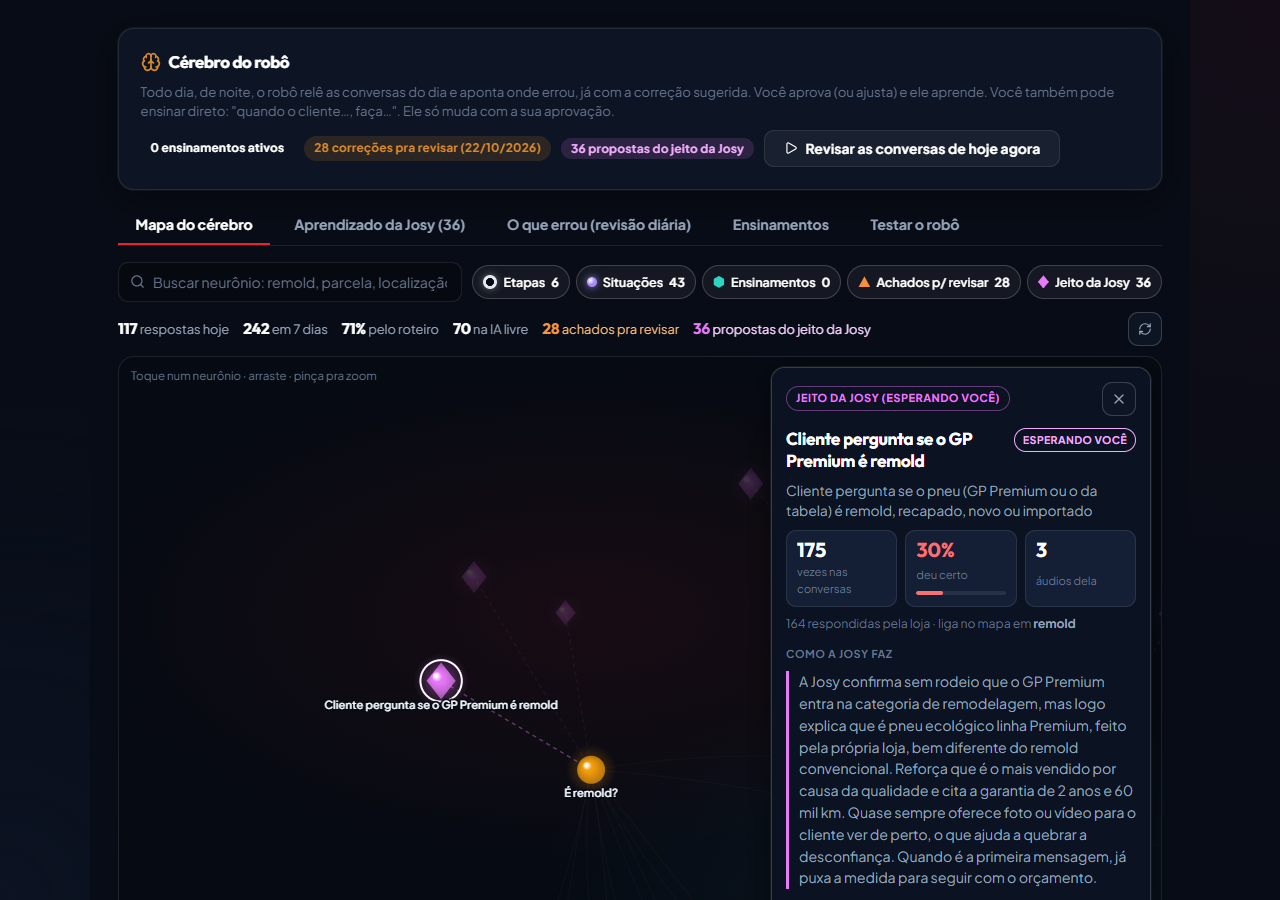 Cérebro do robô
Todo dia, de noite, o robô relê as conversas do dia e aponta onde errou, já com a correção sugerida. Você aprova (ou ajusta) e ele aprende. Você também pode
ensinar direto: "quando o cliente..., faça...". Ele só muda com a sua aprovação.
0 ensinamentos ativos
28 correções pra revisar (22/10/2026)
36 propostas do jeito da Josy
Revisar as conversas de hoje agora
Mapa do cérebro
Aprendizado da Josy (36)
O que errou (revisão diária)
Ensinamentos
Testar o robô
Buscar neurônio: remold, parcela, localizaçã
Etapas 6
Situações 43
Ensinamentos 0
Achados p/ revisar 28
Jeito da Josy 36
117 respostas hoje 242 em 7 dias 71% pelo roteiro 70 na IA livre 28 achados pra revisar 36 propostas do jeito da Josy
Toque num neurônio · arraste · pinça pra zoom
Cliente pergunta se o GP Premium é remold
É remold?
JEITO DA JOSY (ESPERANDO VOCÊ)
Cliente pergunta se o GP
Premium é remold
ESPERANDO VOCÊ
Cliente pergunta se o pneu (GP Premium ou o da
tabela) é remold, recapado, novo ou importado
175
vezes nas
conversas
30%
deu certo
3
áudios dela
164 respondidas pela loja · liga no mapa em remold
COMO A JOSY FAZ
A Josy confirma sem rodeio que o GP Premium
entra na categoria de remodelagem, mas logo
explica que é pneu ecológico linha Premium, feito
pela própria loja, bem diferente do remold
convencional. Reforça que é o mais vendido por
causa da qualidade e cita a garantia de 2 anos e 60
mil km. Quase sempre oferece foto ou vídeo para o
cliente ver de perto, o que ajuda a quebrar a
desconfiança. Quando é a primeira mensagem, já
puxa a medida para seguir com o orçamento.